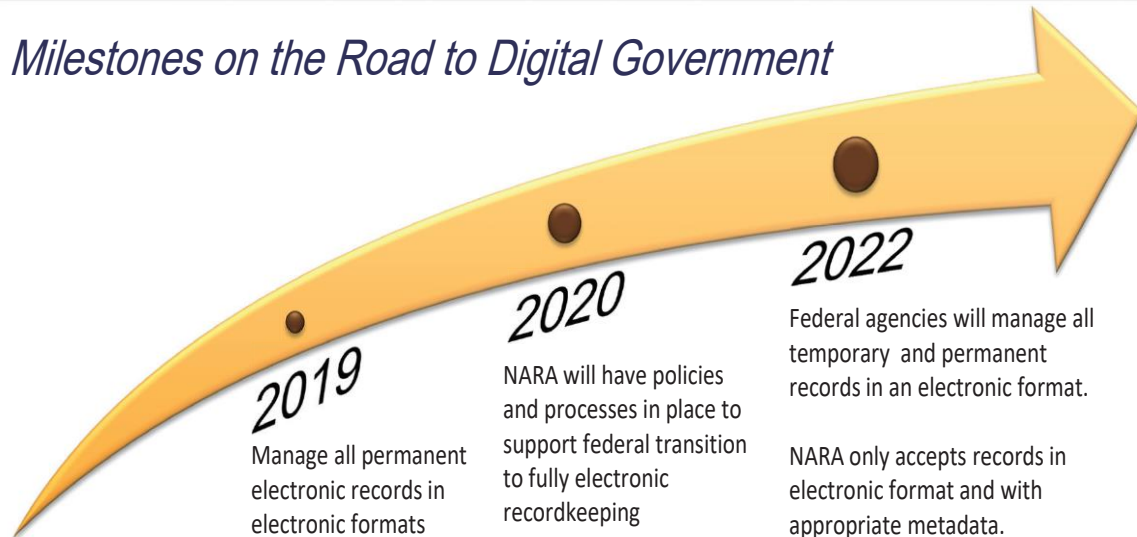 Milestones on the Road to Digital Government
2019
Manage all permanent
electronic records in
electronic formats
2020
NARA will have policies
and processes in place to
support federal transition
to fully electronic
recordkeeping
2022
Federal agencies will manage all
temporary and permanent
records in an electronic format.
NARA only accepts records in
electronic format and with
appropriate metadata.